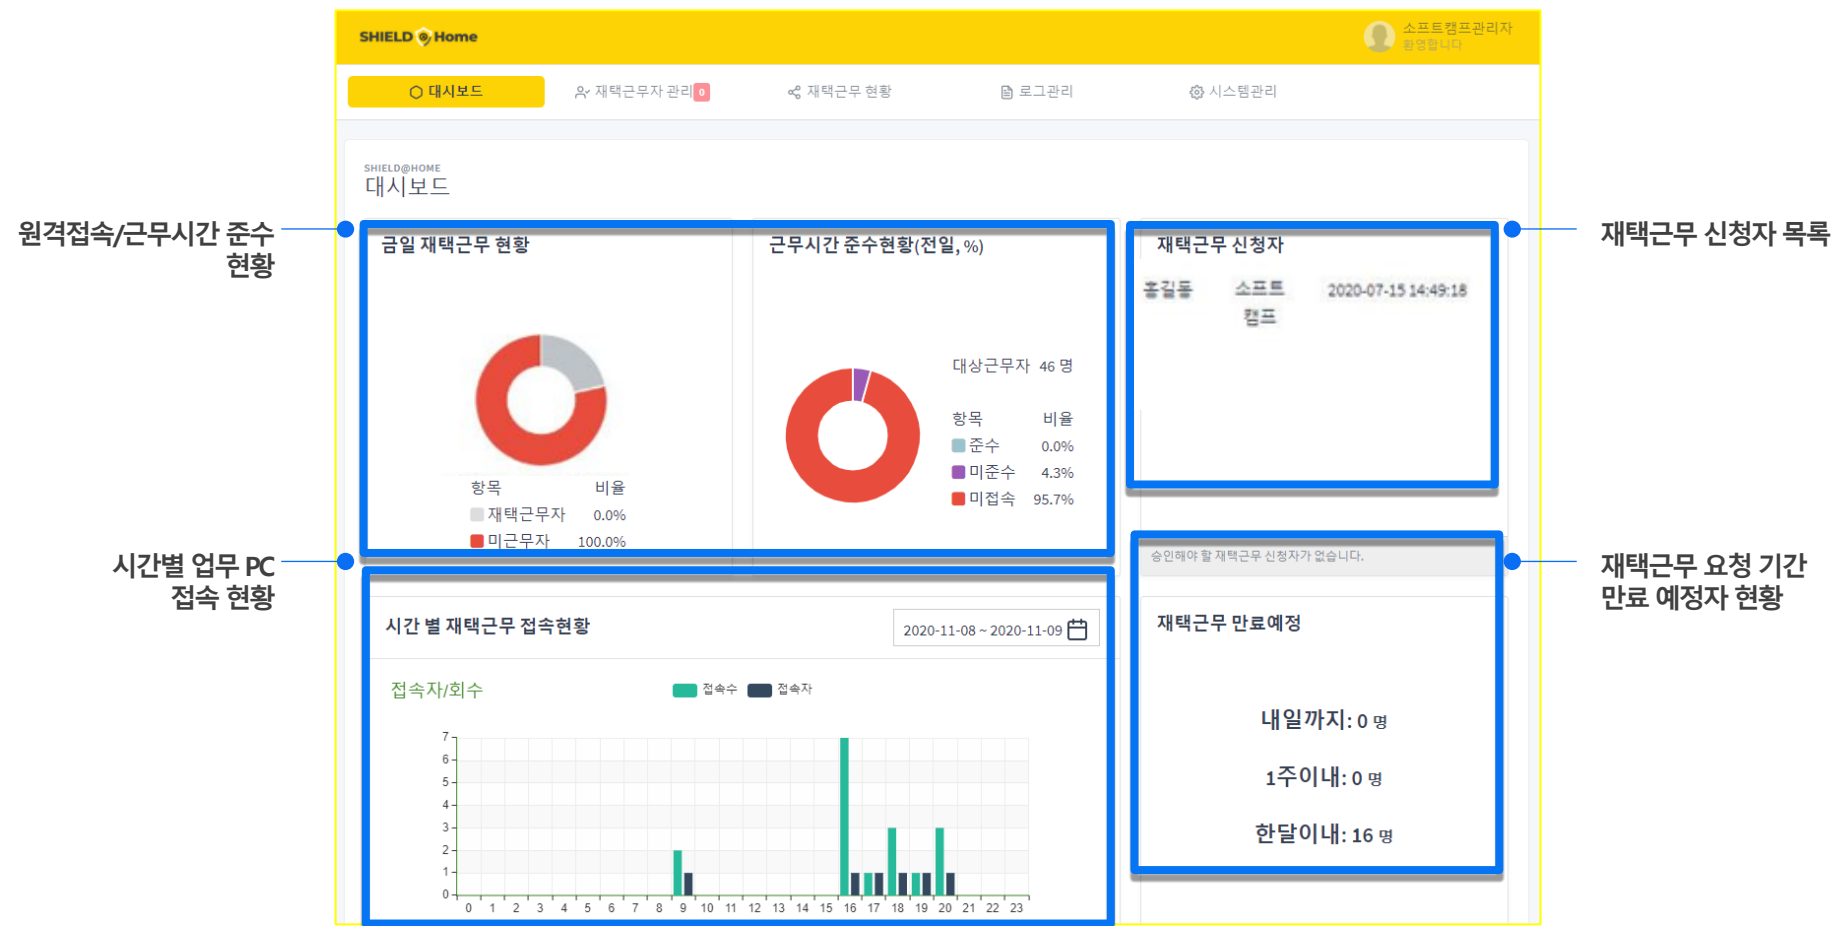 SHIELD Home
소프트캠프관리자
환영합니다
대시보드
재택근무자 관리 0
재택근무 현황
로그관리
시스템관리
SHIELD@HOME
대시보드
원격접속/근무시간 준수
현황
금일 재택근무 현황
항목 비율
재택근무자 0.0%
미근무자 100.0%
근무시간 준수현황(전일, %)
대상근무자 46 명
항목 비율
준수 0.0%
미준수 4.3%
미접속 95.7%
재택근무 신청자
홍길동 소프트 2020-07-15 14:49:18
캠프
재택근무 신청자 목록
승인해야 할 재택근무 신청자가 없습니다.
시간별 업무 PC
접속 현황
시간 별 재택근무 접속현황
2020-11-08 ~ 2020-11-09
접속자/회수
접속수 접속자
7
6
5
4
3
2
1
0
0 1 2 3 4 5 6 7 8 9 10 11 12 13 14 15 16 17 18 19 20 21 22 23
재택근무 만료예정
내일까지: 0 명
1주이내: 0 명
한달이내: 16 명
재택근무 요청 기간
만료 예정자 현황